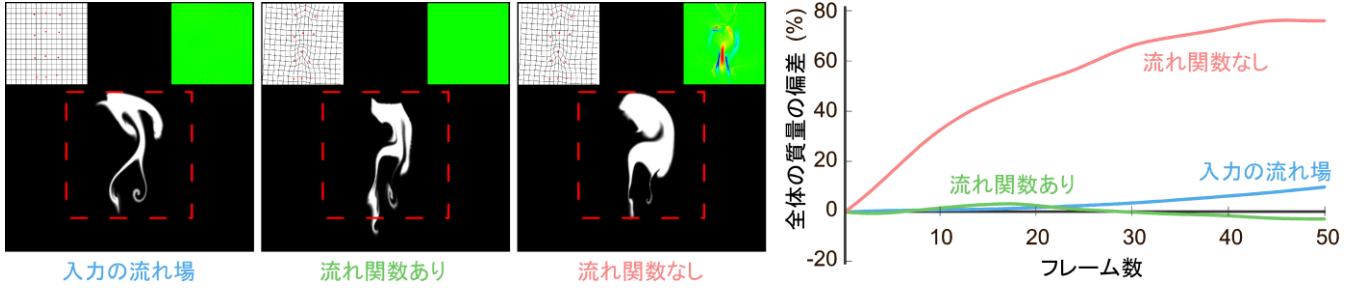 入力の流れ場
流れ関数あり
流れ関数なし
全体の質量の偏差 (%)
80
60
40
20
0
-20
流れ関数なし
流れ関数あり
入力の流れ場
10
20
30
40
50
フレーム数